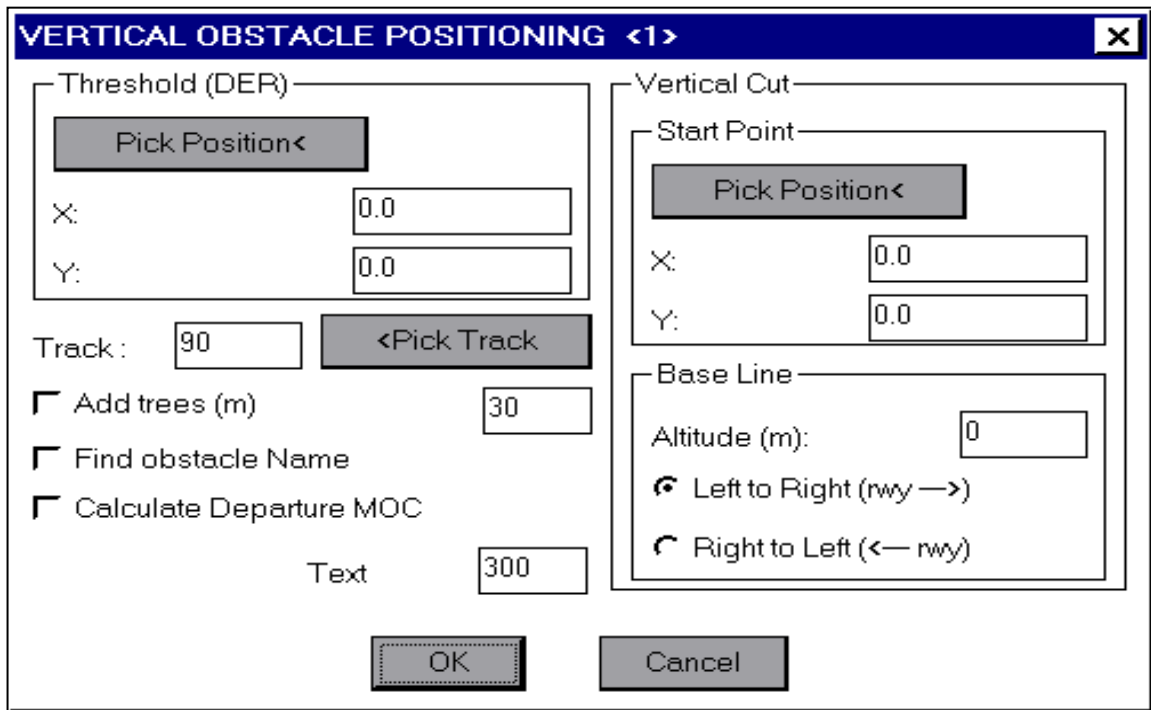 VERTICAL OBSTACLE POSITIONING <1>
Threshold (DER)
Pick Position<
X: 0.0
Y: 0.0
Track : 90 <Pick Track
Add trees (m) 30
Find obstacle Name
Calculate Departure MOC
Text 300
Vertical Cut
Start Point
Pick Position<
X: 0.0
Y: 0.0
Base Line
Altitude (m): 0
Left to Right (rwy —>)
Right to Left (<— rwy)
OK Cancel